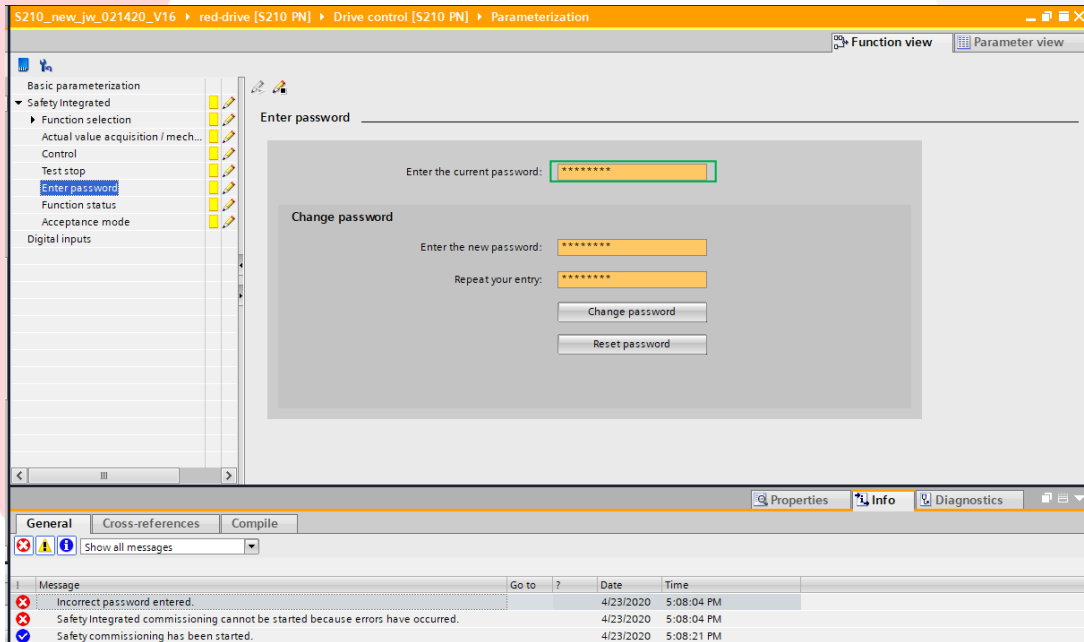 S210_new_jw_021420_V16 ▸ red-drive [S210 PN] ▸ Drive control [S210 PN] ▸ Parameterization
Function view Parameter view
Basic parameterization
Safety Integrated
Function selection
Actual value acquisition / mech...
Control
Test stop
Enter password
Function status
Acceptance mode
Digital inputs
Enter password
Enter the current password: ********
Change password
Enter the new password: ********
Repeat your entry: ********
Change password
Reset password
Properties Info Diagnostics
General Cross-references Compile
Show all messages
! Message Go to ? Date Time
Incorrect password entered. 4/23/2020 5:08:04 PM
Safety Integrated commissioning cannot be started because errors have occurred. 4/23/2020 5:08:04 PM
Safety commissioning has been started. 4/23/2020 5:08:21 PM